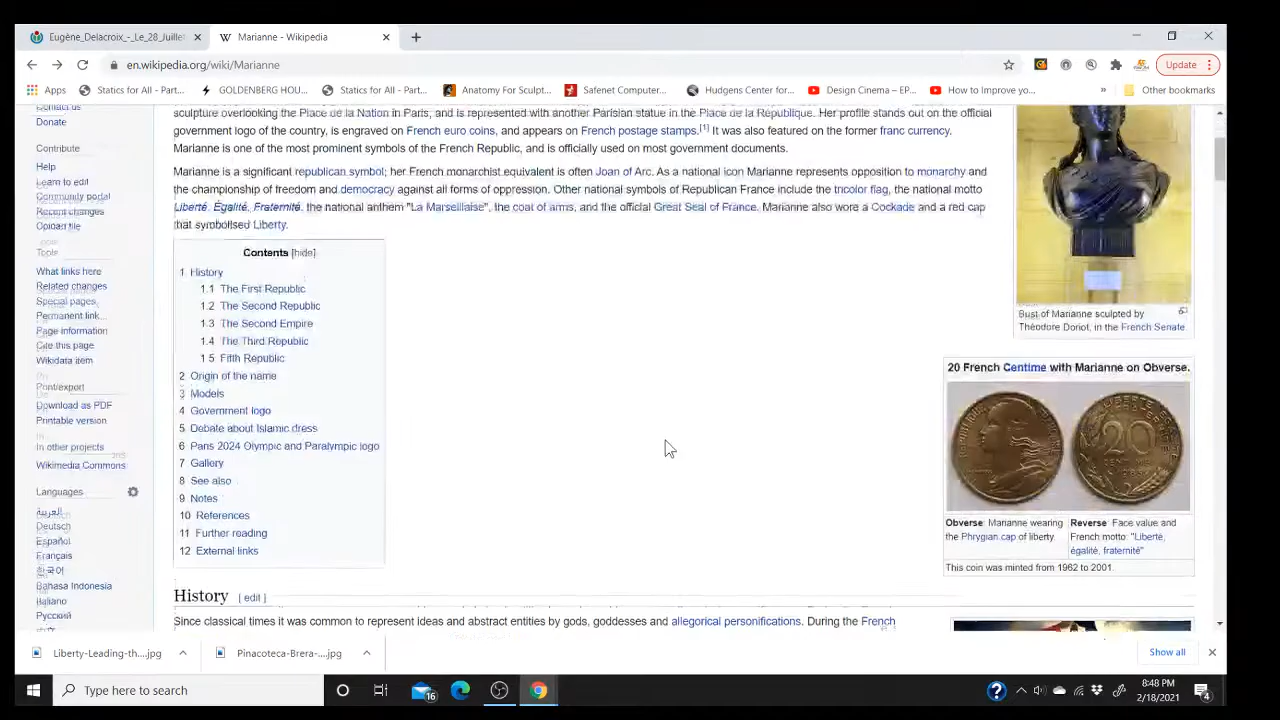 Eugène_Delacroix_-_Le_28_Juillet
Marianne - Wikipedia
en.wikipedia.org/wiki/Marianne
Update
Apps
Statics for All - Part...
GOLDENBERG HOU...
Statics for All - Part...
Anatomy For Sculpt...
Safenet Computer...
Hudgens Center for...
Design Cinema – EP...
How to Improve yo...
»
Other bookmarks
Contact us
Donate
Contribute
Help
Learn to edit
Community portal
Recent changes
Upload file
Tools
What links here
Related changes
Special pages
Permanent link...
Page information
Cite this page
Wikidata item
Print/export
Download as PDF
Printable version
In other projects
Wikimedia Commons
Languages
العربية
Deutsch
Español
Français
한국어
Bahasa Indonesia
Italiano
Русский
sculpture overlooking the Place de la Nation in Paris, and is represented with another Parisian statue in the Place de la République. Her profile stands out on the official
government logo of the country, is engraved on French euro coins, and appears on French postage stamps.[1] It was also featured on the former franc currency.
Marianne is one of the most prominent symbols of the French Republic, and is officially used on most government documents.
Marianne is a significant republican symbol; her French monarchist equivalent is often Joan of Arc. As a national icon Marianne represents opposition to monarchy and
the championship of freedom and democracy against all forms of oppression. Other national symbols of Republican France include the tricolor flag, the national motto
Liberté, Égalité, Fraternité, the national anthem "La Marseillaise", the coat of arms, and the official Great Seal of France. Marianne also wore a Cockade and a red cap
that symbolised Liberty.
Contents [hide]
1 History
1.1 The First Republic
1.2 The Second Republic
1.3 The Second Empire
1.4 The Third Republic
1.5 Fifth Republic
2 Origin of the name
3 Models
4 Government logo
5 Debate about Islamic dress
6 Paris 2024 Olympic and Paralympic logo
7 Gallery
8 See also
9 Notes
10 References
11 Further reading
12 External links
History [ edit ]
Since classical times it was common to represent ideas and abstract entities by gods, goddesses and allegorical personifications. During the French
Bust of Marianne sculpted by
Théodore Doriot, in the French Senate.
20 French Centime with Marianne on Obverse.
20
Obverse: Marianne wearing
the Phrygian cap of liberty.
Reverse: Face value and
French motto: "Liberté,
égalité, fraternité"
This coin was minted from 1962 to 2001.
Liberty-Leading-th....jpg
Pinacoteca-Brera-....jpg
Show all
Type here to search
16
8:48 PM
2/18/2021
4